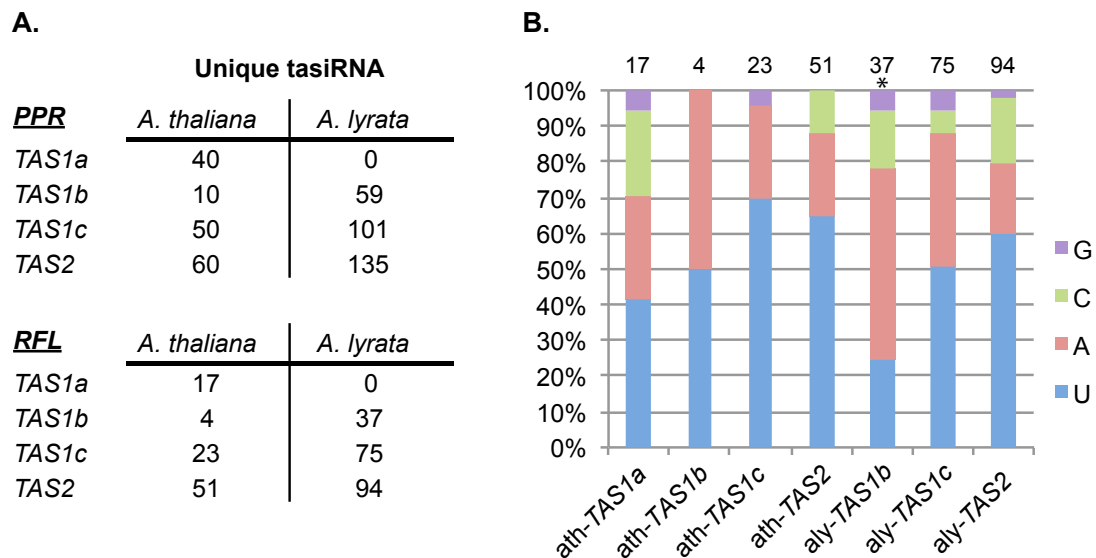 A.
Unique tasiRNA
PPR A. thaliana A. lyrata
TAS1a 40 0
TAS1b 10 59
TAS1c 50 101
TAS2 60 135
RFL A. thaliana A. lyrata
TAS1a 17 0
TAS1b 4 37
TAS1c 23 75
TAS2 51 94
B.
17 4 23 51 37 75 94
*
100%
90%
80%
70%
60%
50%
40%
30%
20%
10%
0%
ath-TAS1a ath-TAS1b ath-TAS1c ath-TAS2 aly-TAS1b aly-TAS1c aly-TAS2
G
C
A
U